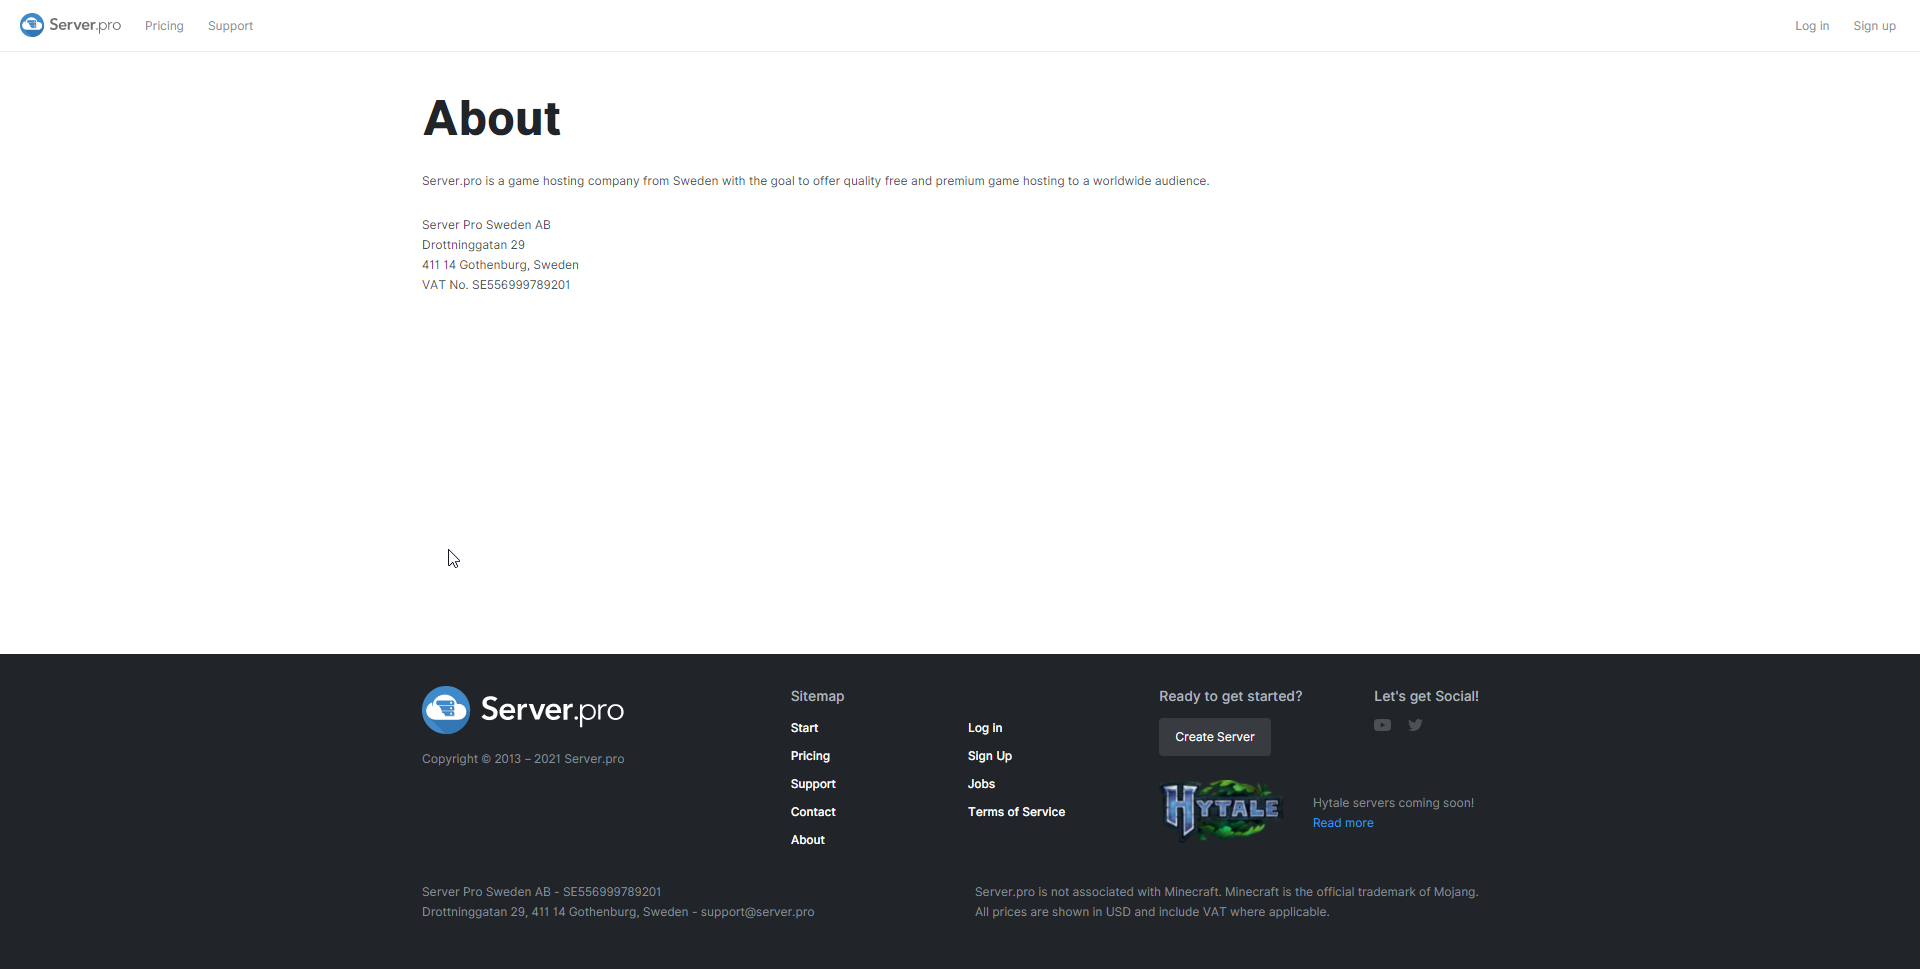 Server.pro
Pricing
Support
Log in
Sign up
About
Server.pro is a game hosting company from Sweden with the goal to offer quality free and premium game hosting to a worldwide audience.
Server Pro Sweden AB
Drottninggatan 29
411 14 Gothenburg, Sweden
VAT No. SE556999789201
Server.pro
Copyright © 2013 – 2021 Server.pro
Sitemap
Start
Pricing
Support
Contact
About
Log in
Sign Up
Jobs
Terms of Service
Ready to get started?
Create Server
HYTALE
Hytale servers coming soon!
Read more
Let's get Social!
Server Pro Sweden AB - SE556999789201
Drottninggatan 29, 411 14 Gothenburg, Sweden - support@server.pro
Server.pro is not associated with Minecraft. Minecraft is the official trademark of Mojang.
All prices are shown in USD and include VAT where applicable.